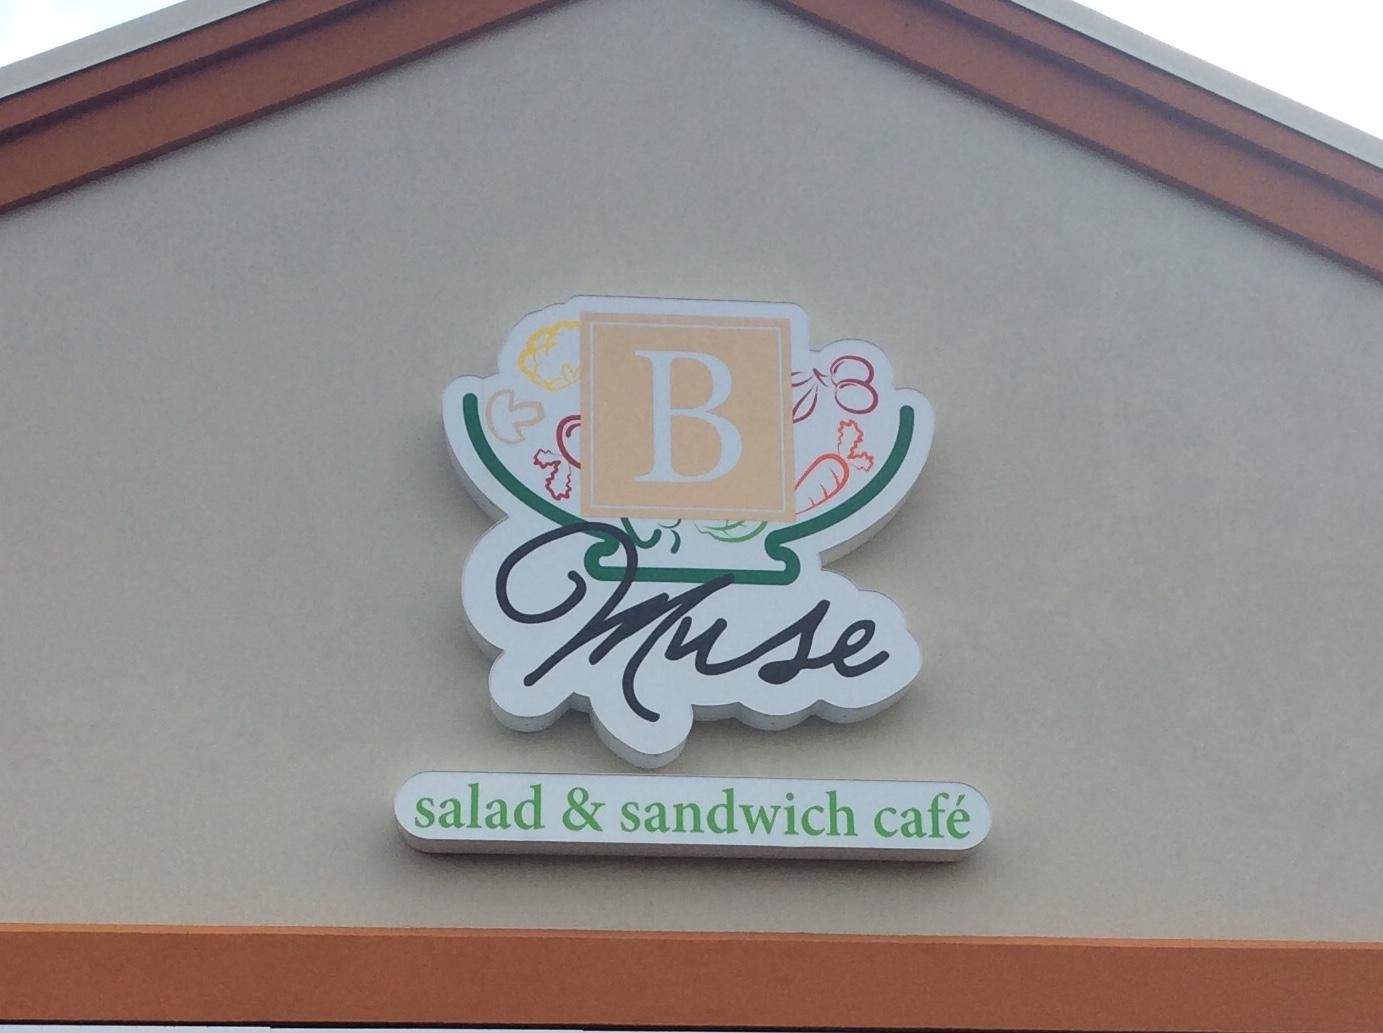 B
Muse
salad & sandwich café